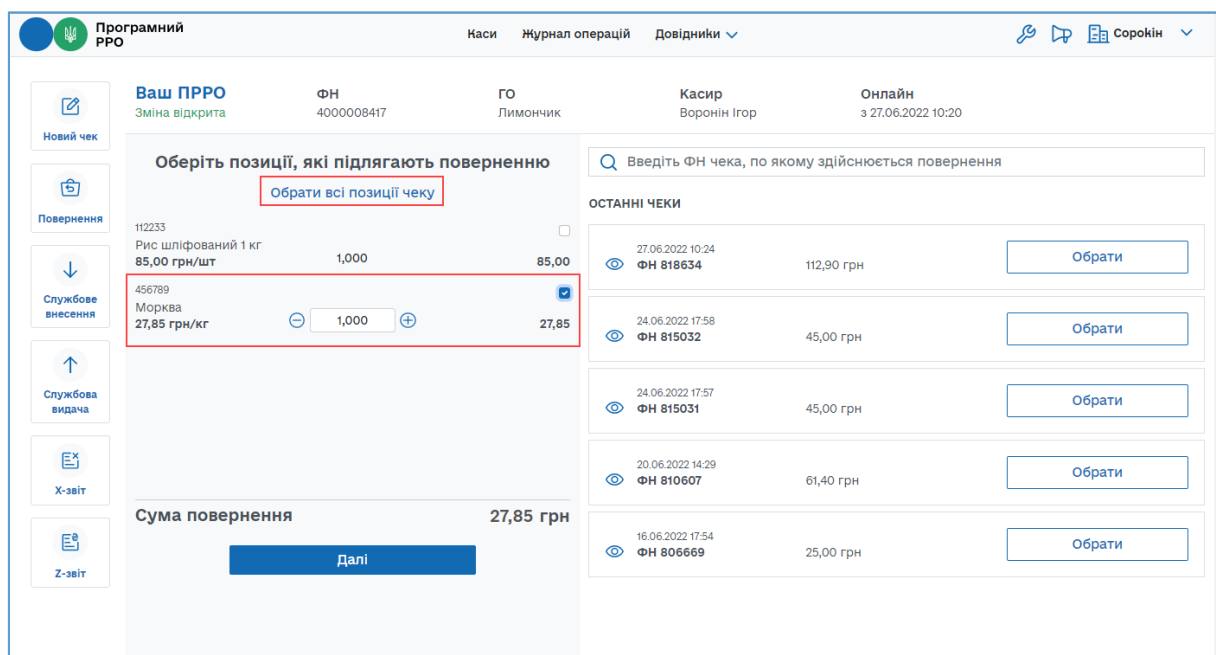 Програмний
РРО
Каси Журнал операцій Довідники
Сорокін
Новий чек
Повернення
Службове
внесення
Службова
видача
X-звіт
Z-звіт
Ваш ПРРО
Зміна відкрита
ФН
4000008417
ГО
Лимончик
Касир
Воронін Ігор
Онлайн
з 27.06.2022 10:20
Оберіть позиції, які підлягають поверненню
Обрати всі позиції чеку
112233
Рис шліфований 1 кг
85,00 грн/шт 1,000 85,00
456789
Морква
27,85 грн/кг 1,000 27,85
Сума повернення 27,85 грн
Далі
Введіть ФН чека, по якому здійснюється повернення
ОСТАННІ ЧЕКИ
27.06.2022 10:24
ФН 818634 112,90 грн Обрати
24.06.2022 17:58
ФН 815032 45,00 грн Обрати
24.06.2022 17:57
ФН 815031 45,00 грн Обрати
20.06.2022 14:29
ФН 810607 61,40 грн Обрати
16.06.2022 17:54
ФН 806669 25,00 грн Обрати